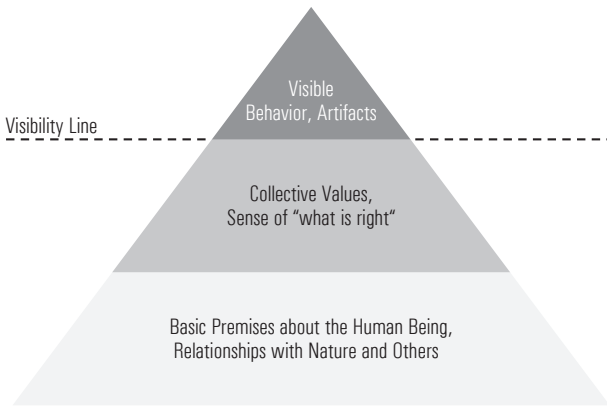 Visible
Behavior, Artifacts
Visibility Line
Collective Values,
Sense of “what is right“
Basic Premises about the Human Being,
Relationships with Nature and Others